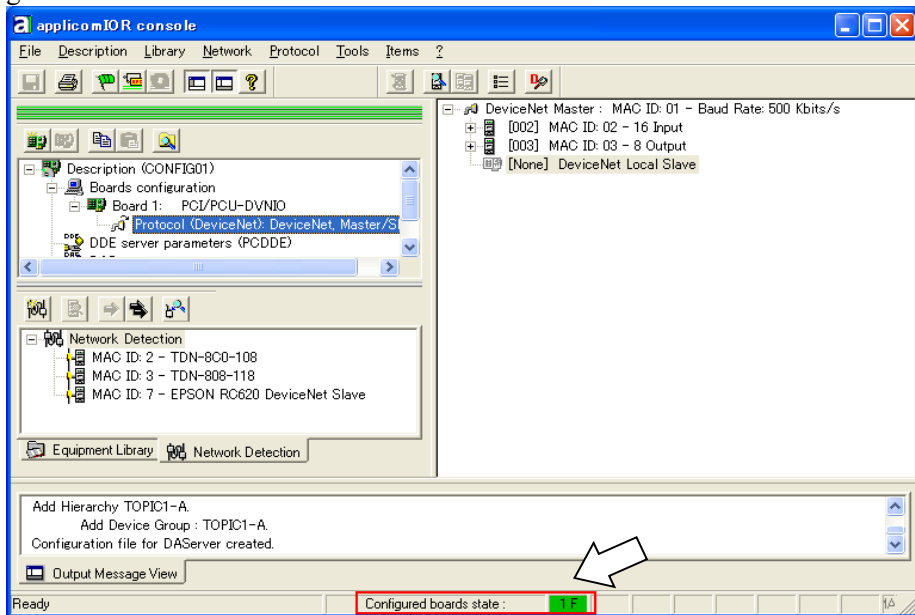 applicomIOR console
File Description Library Network Protocol Tools Items ?
Description (CONFIG01)
Boards configuration
Board 1: PCI/PCU-DVNIO
Protocol (DeviceNet): DeviceNet, Master/Sl
DDE server parameters (PCDDE)
Network Detection
MAC ID: 2 - TDN-8C0-108
MAC ID: 3 - TDN-808-118
MAC ID: 7 - EPSON RC620 DeviceNet Slave
Equipment Library Network Detection
DeviceNet Master : MAC ID: 01 - Baud Rate: 500 Kbits/s
[002] MAC ID: 02 - 16 Input
[003] MAC ID: 03 - 8 Output
[None] DeviceNet Local Slave
Add Hierarchy TOPIC1-A.
Add Device Group : TOPIC1-A.
Configuration file for DAServer created.
Output Message View
Ready Configured boards state : 1 F